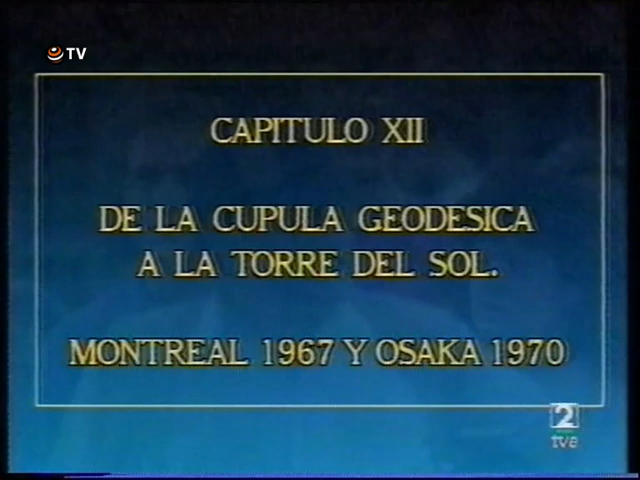 TV
CAPITULO XII
DE LA CUPULA GEODESICA
A LA TORRE DEL SOL.
MONTREAL 1967 Y OSAKA 1970
2
tve